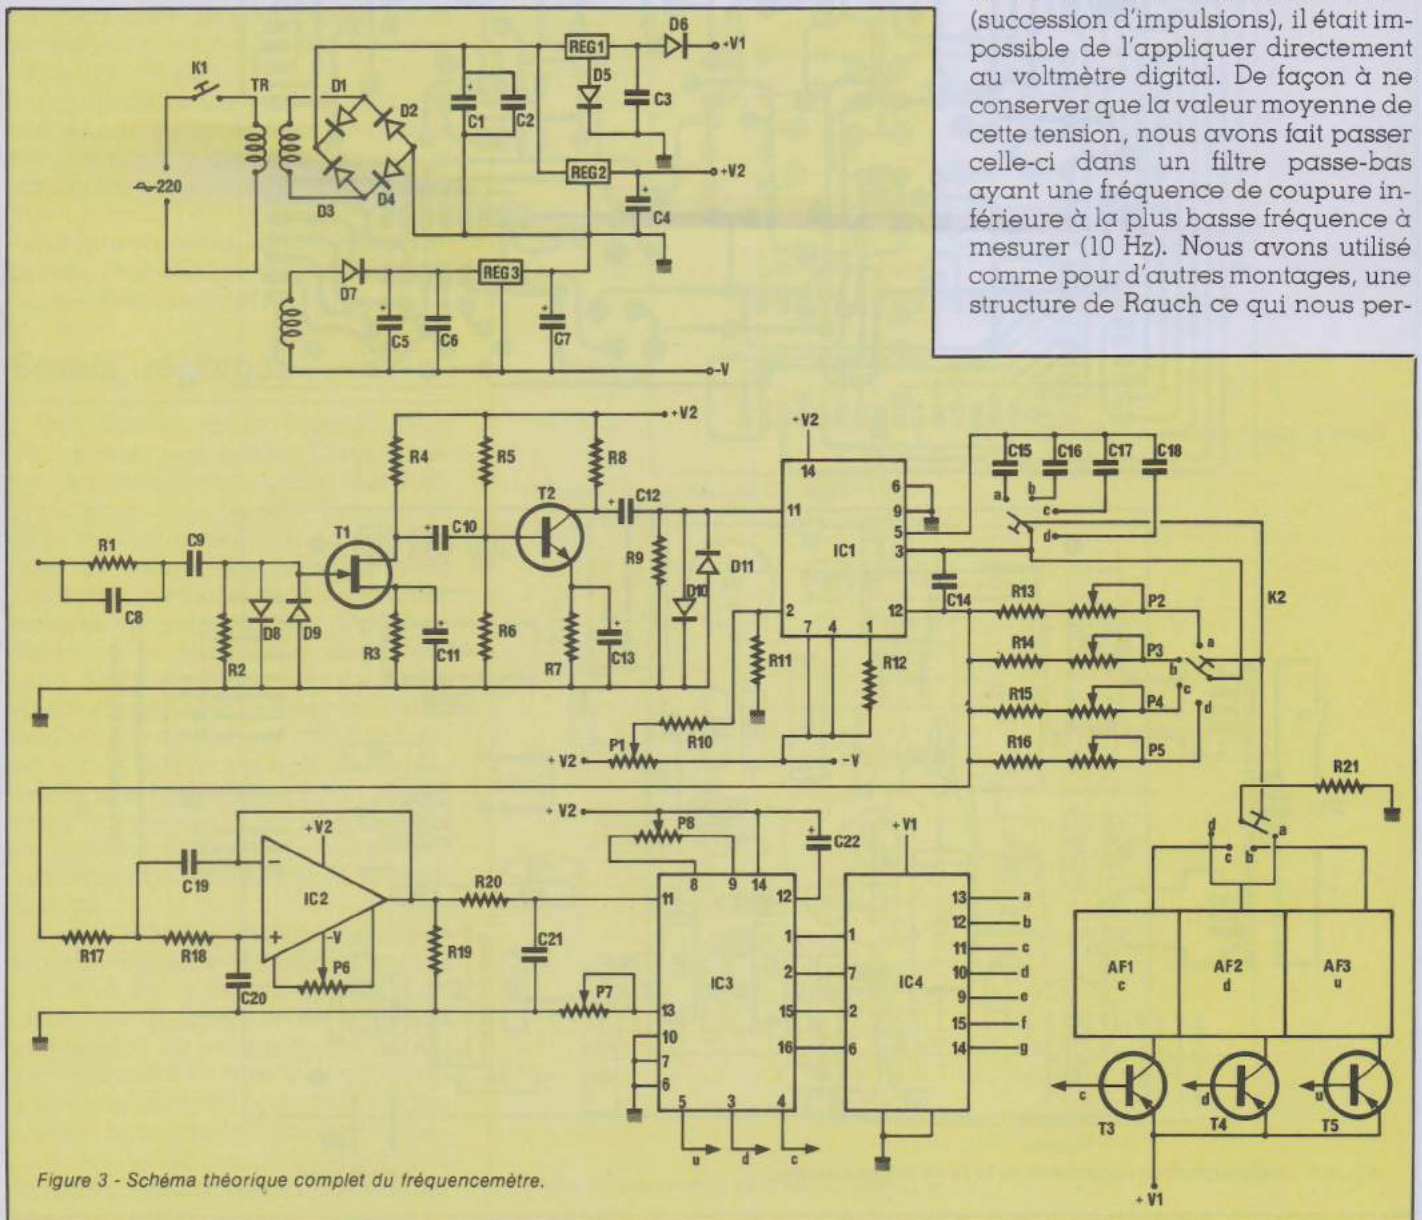 (succession d'impulsions), il était im-
possible de l'appliquer directement
au voltmètre digital. De façon à ne
conserver que la valeur moyenne de
cette tension, nous avons fait passer
celle-ci dans un filtre passe-bas
ayant une fréquence de coupure in-
férieure à la plus basse fréquence à
mesurer (10 Hz). Nous avons utilisé
comme pour d'autres montages, une
structure de Rauch ce qui nous per-
K1
TR
D1
D2
D3
D4
~220
C1
C2
REG1
D5
D6
+V1
C3
REG2
+V2
C4
D7
REG3
C5
C6
C7
-V
+V2
R4
R5
R8
R1
C8
C9
R2
D8
D9
T1
C10
R3
C11
R6
T2
R7
C13
C12
R9
D10
D11
+V2
14
11
6
9
5
3
IC1
2
12
7
4
1
R11
R12
R10
P1
+V2
-V
C14
C15
C16
C17
C18
a
b
c
d
K2
R13
P2
R14
P3
R15
P4
R16
P5
a
b
c
d
R21
C19
R17
R18
C20
+V2
-
IC2
+
-V
P6
R20
R19
C21
P7
+V2
P8
C22
8
9
14
11
12
1
2
15
16
IC3
13
10
7
6
5
3
4
u
d
c
+V1
1
7
2
6
IC4
13
a
12
b
11
c
10
d
9
e
15
f
14
g
d
c
b
a
AF1
c
AF2
d
AF3
u
c
T3
d
T4
u
T5
+V1
Figure 3 - Schéma théorique complet du fréquencemètre.